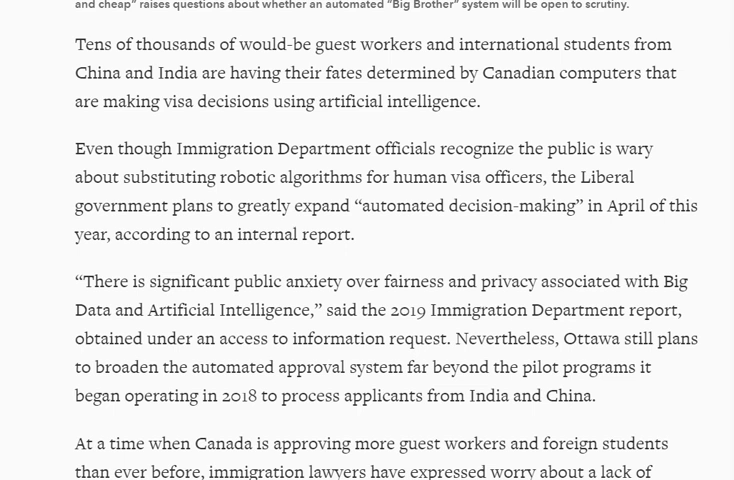 and cheap” raises questions about whether an automated “Big Brother” system will be open to scrutiny.
Tens of thousands of would-be guest workers and international students from
China and India are having their fates determined by Canadian computers that
are making visa decisions using artificial intelligence.
Even though Immigration Department officials recognize the public is wary
about substituting robotic algorithms for human visa officers, the Liberal
government plans to greatly expand “automated decision-making” in April of this
year, according to an internal report.
“There is significant public anxiety over fairness and privacy associated with Big
Data and Artificial Intelligence,” said the 2019 Immigration Department report,
obtained under an access to information request. Nevertheless, Ottawa still plans
to broaden the automated approval system far beyond the pilot programs it
began operating in 2018 to process applicants from India and China.
At a time when Canada is approving more guest workers and foreign students
than ever before, immigration lawyers have expressed worry about a lack of